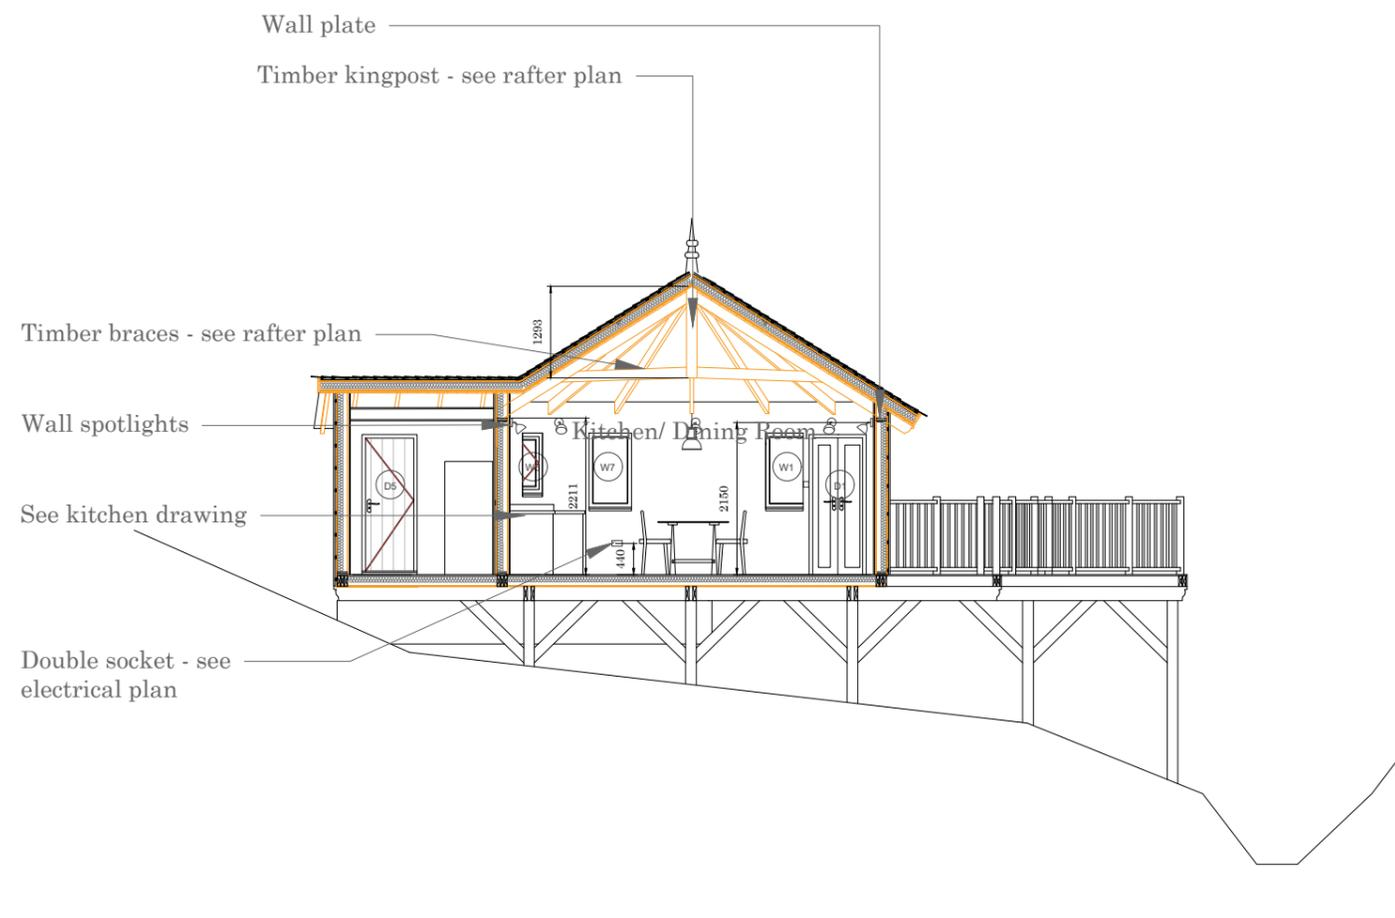 Wall plate
Timber kingpost - see rafter plan
1293
Timber braces - see rafter plan
Wall spotlights
Kitchen/ Dining Room
W7
W1
D5
D1
2211
2150
See kitchen drawing
440
Double socket - see
electrical plan